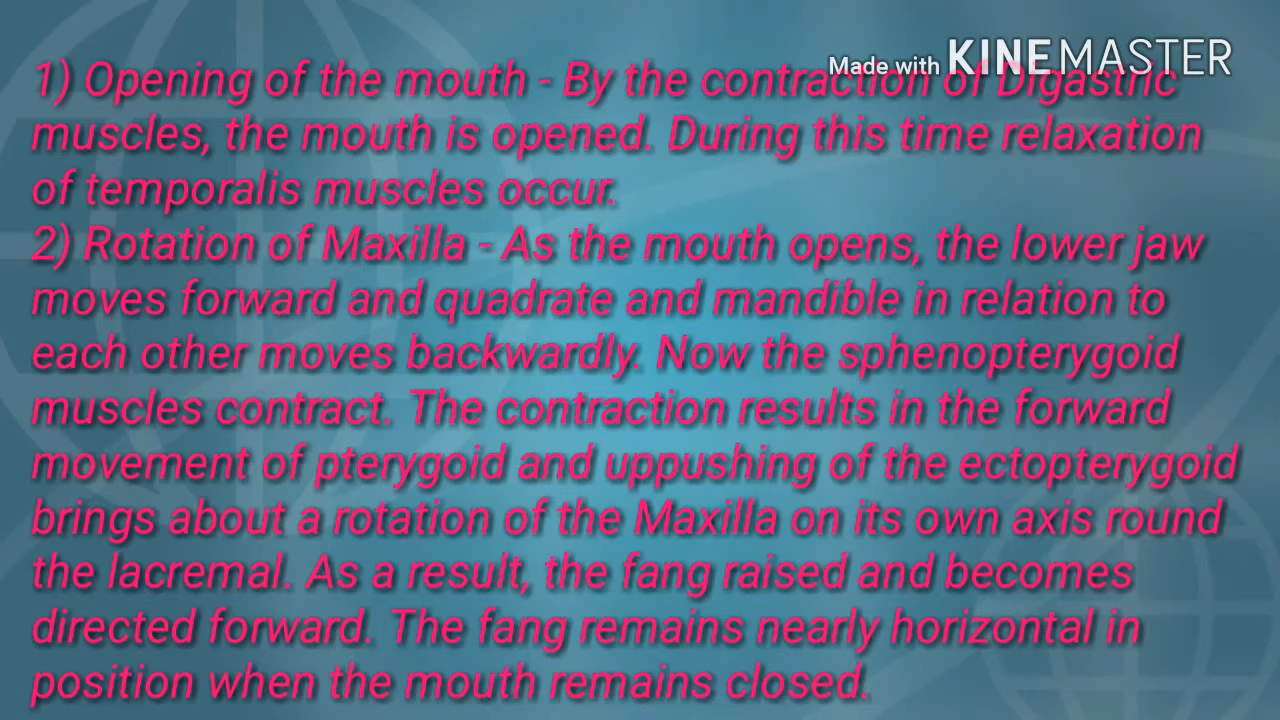 Made with KINEMASTER
1) Opening of the mouth - By the contraction of Digastric
muscles, the mouth is opened. During this time relaxation
of temporalis muscles occur.
2) Rotation of Maxilla - As the mouth opens, the lower jaw
moves forward and quadrate and mandible in relation to
each other moves backwardly. Now the sphenopterygoid
muscles contract. The contraction results in the forward
movement of pterygoid and uppushing of the ectopterygoid
brings about a rotation of the Maxilla on its own axis round
the lacremal. As a result, the fang raised and becomes
directed forward. The fang remains nearly horizontal in
position when the mouth remains closed.